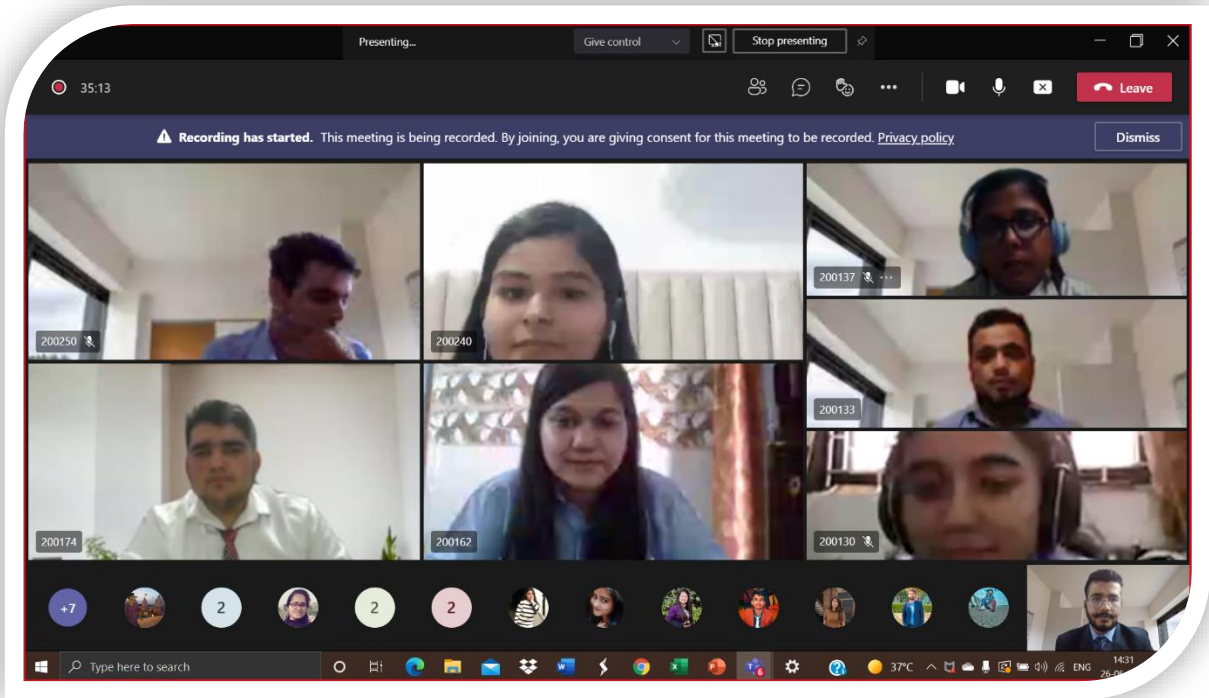 Presenting...
Give control
Stop presenting
35:13
Leave
Recording has started. This meeting is being recorded. By joining, you are giving consent for this meeting to be recorded. Privacy policy
Dismiss
200250
200240
200137
200133
200174
200162
200130
+7
2
2
2
Type here to search
6
37°C
ENG
14:31